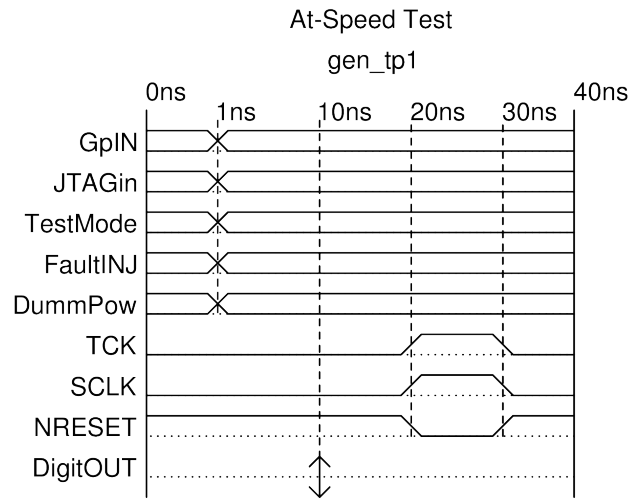 At-Speed Test
gen_tp1
0ns 1ns 10ns 20ns 30ns 40ns
GpIN
JTAGin
TestMode
FaultINJ
DummPow
TCK
SCLK
NRESET
DigitOUT